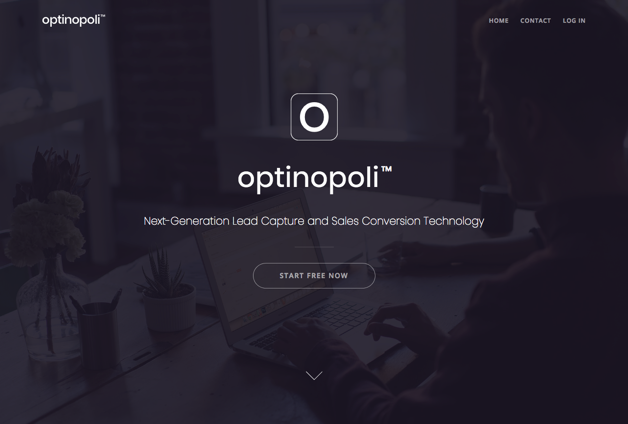 optinopoli™
HOME CONTACT LOG IN
O
optinopoli™
Next-Generation Lead Capture and Sales Conversion Technology
START FREE NOW